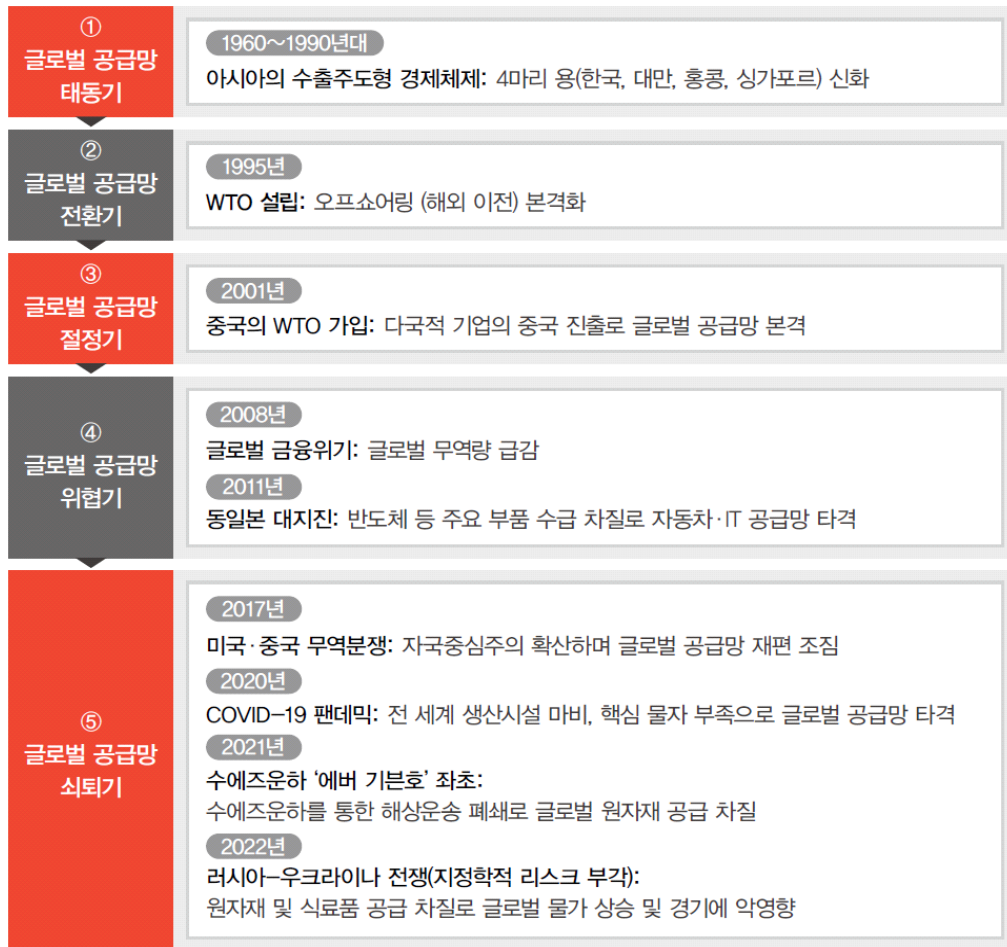 ①
글로벌 공급망
태동기
1960~1990년대
아시아의 수출주도형 경제체제: 4마리 용(한국, 대만, 홍콩, 싱가포르) 신화
②
글로벌 공급망
전환기
1995년
WTO 설립: 오프쇼어링 (해외 이전) 본격화
③
글로벌 공급망
절정기
2001년
중국의 WTO 가입: 다국적 기업의 중국 진출로 글로벌 공급망 본격
④
글로벌 공급망
위협기
2008년
글로벌 금융위기: 글로벌 무역량 급감
2011년
동일본 대지진: 반도체 등 주요 부품 수급 차질로 자동차·IT 공급망 타격
⑤
글로벌 공급망
쇠퇴기
2017년
미국·중국 무역분쟁: 자국중심주의 확산하며 글로벌 공급망 재편 조짐
2020년
COVID-19 팬데믹: 전 세계 생산시설 마비, 핵심 물자 부족으로 글로벌 공급망 타격
2021년
수에즈운하 ‘에버 기븐호’ 좌초:
수에즈운하를 통한 해상운송 폐쇄로 글로벌 원자재 공급 차질
2022년
러시아-우크라이나 전쟁(지정학적 리스크 부각):
원자재 및 식료품 공급 차질로 글로벌 물가 상승 및 경기에 악영향